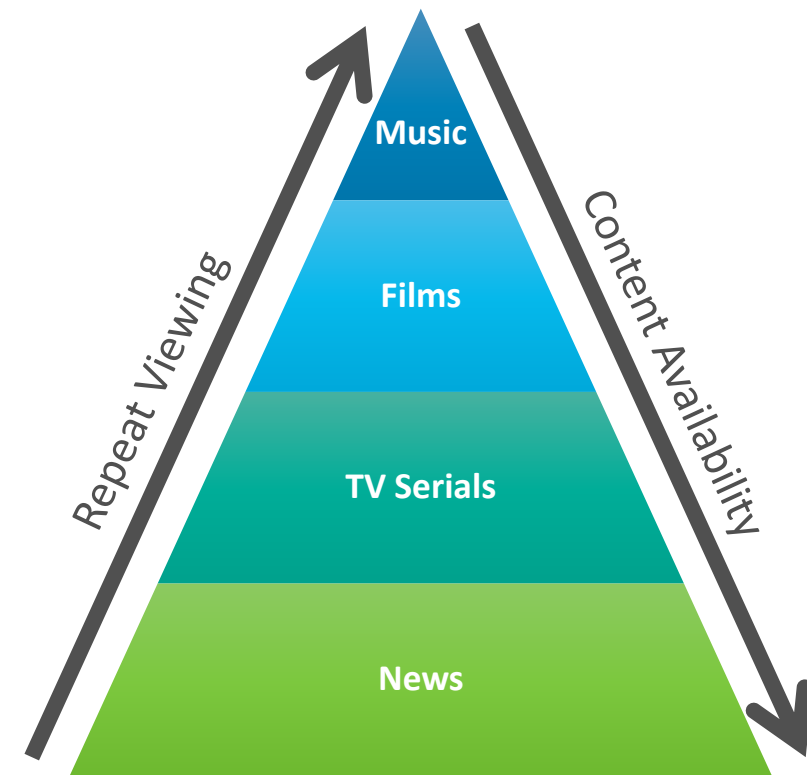 Music
Films
TV Serials
News
Repeat Viewing
Content Availability